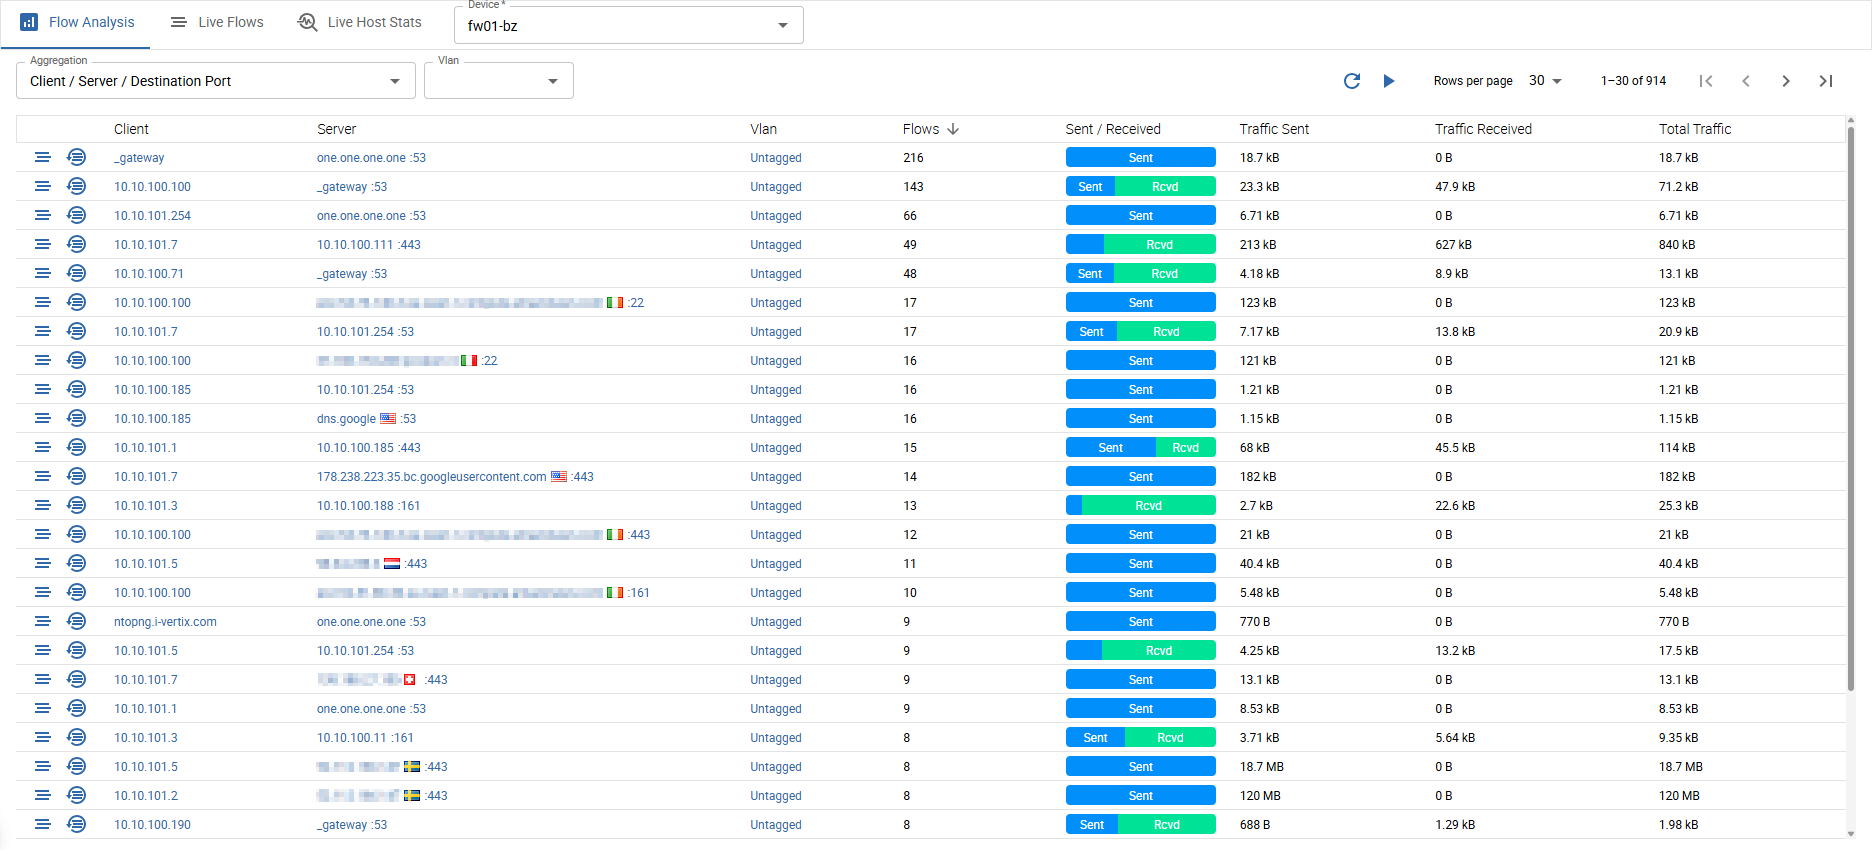 Flow Analysis Live Flows Live Host Stats Device * fw01-bz
Aggregation Vlan
Client / Server / Destination Port Rows per page 30 1–30 of 914
Client Server Vlan Flows Sent / Received Traffic Sent Traffic Received Total Traffic
_gateway one.one.one.one :53 Untagged 216 Sent 18.7 kB 0 B 18.7 kB
10.10.100.100 _gateway :53 Untagged 143 Sent Rcvd 23.3 kB 47.9 kB 71.2 kB
10.10.101.254 one.one.one.one :53 Untagged 66 Sent 6.71 kB 0 B 6.71 kB
10.10.101.7 10.10.100.111 :443 Untagged 49 Rcvd 213 kB 627 kB 840 kB
10.10.100.71 _gateway :53 Untagged 48 Sent Rcvd 4.18 kB 8.9 kB 13.1 kB
10.10.100.100 :22 Untagged 17 Sent 123 kB 0 B 123 kB
10.10.101.7 10.10.101.254 :53 Untagged 17 Sent Rcvd 7.17 kB 13.8 kB 20.9 kB
10.10.100.100 :22 Untagged 16 Sent 121 kB 0 B 121 kB
10.10.100.185 10.10.101.254 :53 Untagged 16 Sent 1.21 kB 0 B 1.21 kB
10.10.100.185 dns.google :53 Untagged 16 Sent 1.15 kB 0 B 1.15 kB
10.10.101.1 10.10.100.185 :443 Untagged 15 Sent Rcvd 68 kB 45.5 kB 114 kB
10.10.101.7 178.238.223.35.bc.googleusercontent.com :443 Untagged 14 Sent 182 kB 0 B 182 kB
10.10.101.3 10.10.100.188 :161 Untagged 13 Rcvd 2.7 kB 22.6 kB 25.3 kB
10.10.100.100 :443 Untagged 12 Sent 21 kB 0 B 21 kB
10.10.101.5 :443 Untagged 11 Sent 40.4 kB 0 B 40.4 kB
10.10.100.100 :161 Untagged 10 Sent 5.48 kB 0 B 5.48 kB
ntopng.i-vertix.com one.one.one.one :53 Untagged 9 Sent 770 B 0 B 770 B
10.10.101.5 10.10.101.254 :53 Untagged 9 Rcvd 4.25 kB 13.2 kB 17.5 kB
10.10.101.7 :443 Untagged 9 Sent 13.1 kB 0 B 13.1 kB
10.10.101.1 one.one.one.one :53 Untagged 9 Sent 8.53 kB 0 B 8.53 kB
10.10.101.3 10.10.100.11 :161 Untagged 8 Sent Rcvd 3.71 kB 5.64 kB 9.35 kB
10.10.101.5 :443 Untagged 8 Sent 18.7 MB 0 B 18.7 MB
10.10.101.2 :443 Untagged 8 Sent 120 MB 0 B 120 MB
10.10.100.190 _gateway :53 Untagged 8 Sent Rcvd 688 B 1.29 kB 1.98 kB